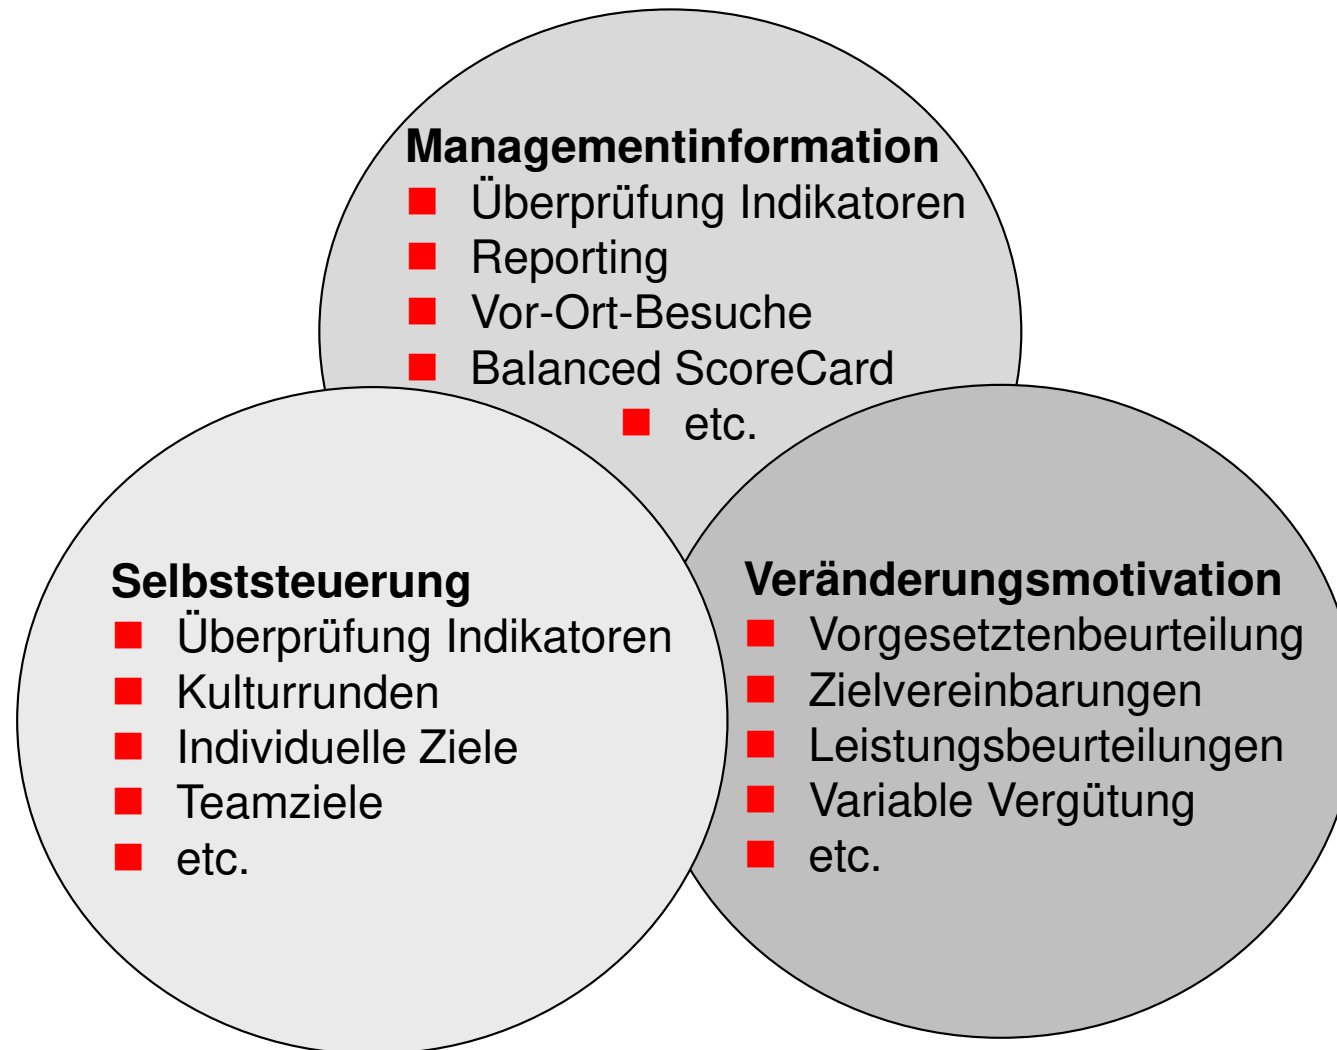 Managementinformation
Überprüfung Indikatoren
Reporting
Vor-Ort-Besuche
Balanced ScoreCard
etc.
Selbststeuerung
Überprüfung Indikatoren
Kulturrunden
Individuelle Ziele
Teamziele
etc.
Veränderungsmotivation
Vorgesetztenbeurteilung
Zielvereinbarungen
Leistungsbeurteilungen
Variable Vergütung
etc.